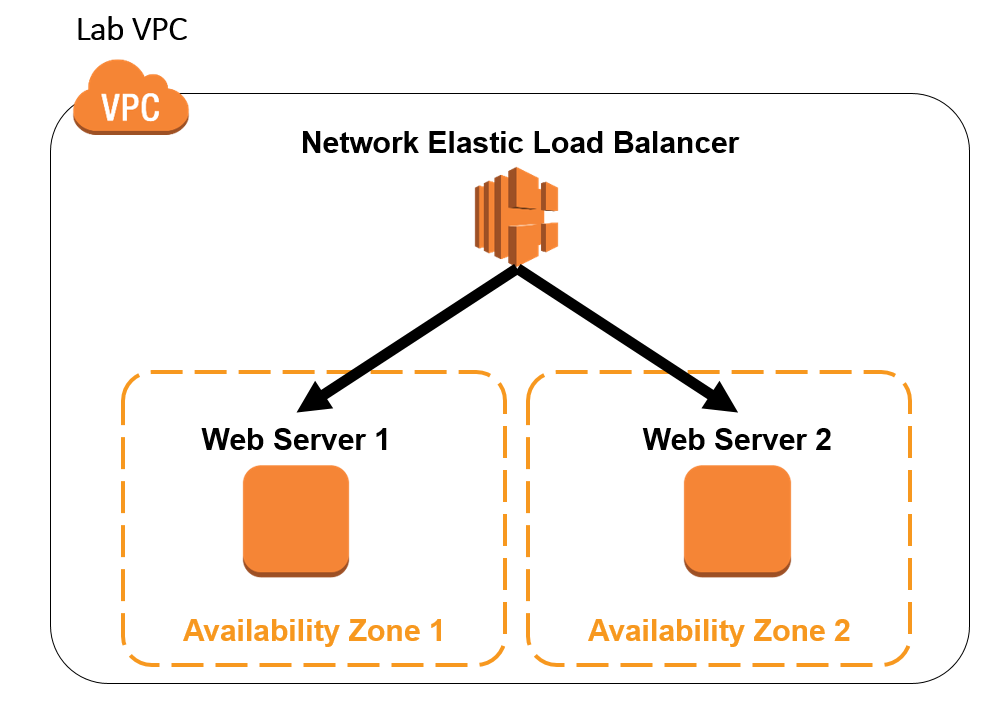 Lab VPC
VPC
Network Elastic Load Balancer
Web Server 1
Web Server 2
Availability Zone 1
Availability Zone 2